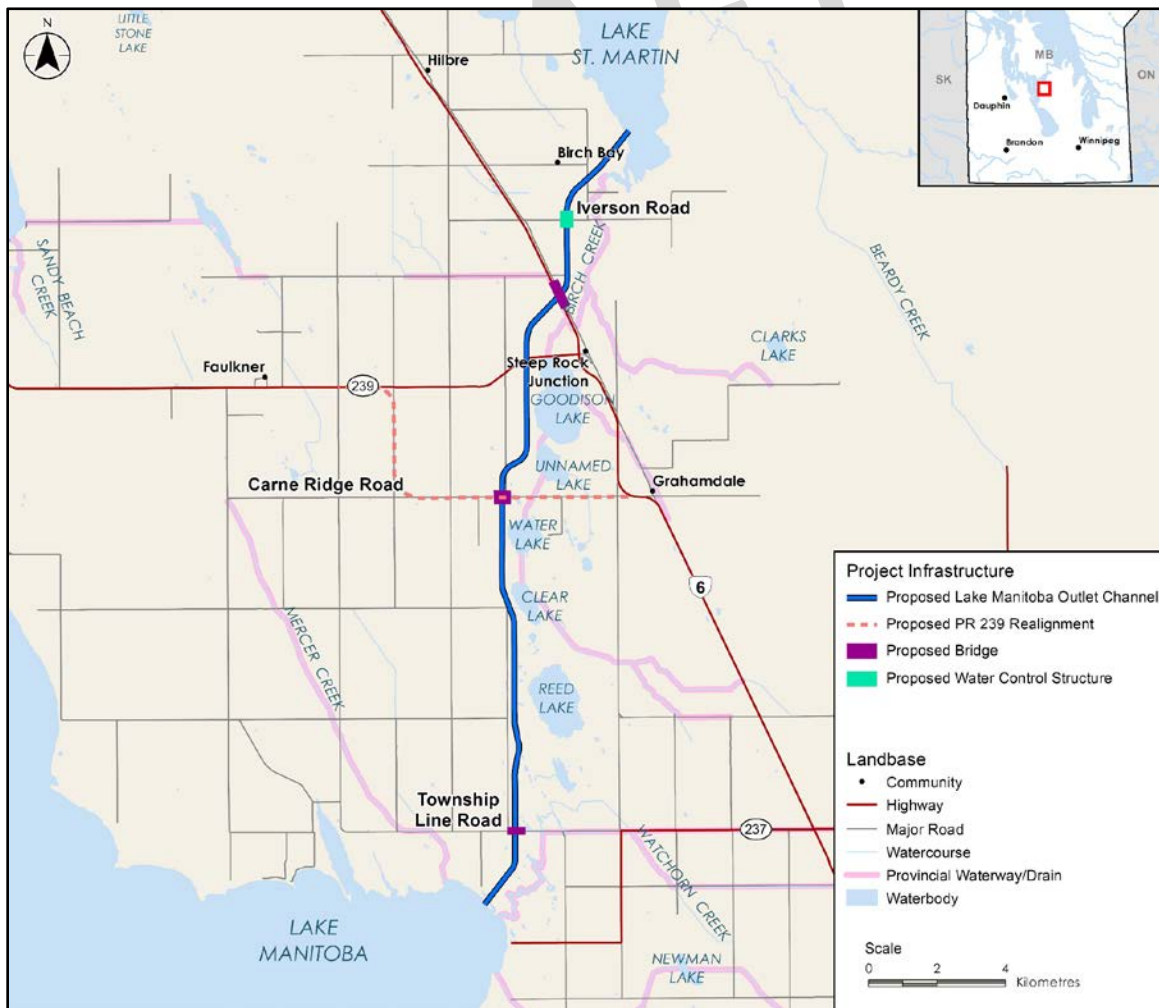 N
LITTLE
STONE
LAKE
Hilbre
LAKE
ST. MARTIN
SK
MB
ON
Dauphin
Brandon
Winnipeg
Birch Bay
Iverson Road
SANDY BEACH
CREEK
BIRCH CREEK
BEARDY CREEK
CLARKS
LAKE
Faulkner
239
Steep Rock
Junction
GOODISON
LAKE
UNNAMED
LAKE
Carne Ridge Road
Grahamdale
WATER
LAKE
6
CLEAR
LAKE
MERCER CREEK
REED
LAKE
Township
Line Road
237
WATCHORN CREEK
LAKE
MANITOBA
NEWMAN
LAKE
Project Infrastructure
Proposed Lake Manitoba Outlet Channel
Proposed PR 239 Realignment
Proposed Bridge
Proposed Water Control Structure
Landbase
Community
Highway
Major Road
Watercourse
Provincial Waterway/Drain
Waterbody
Scale
0 2 4
Kilometres